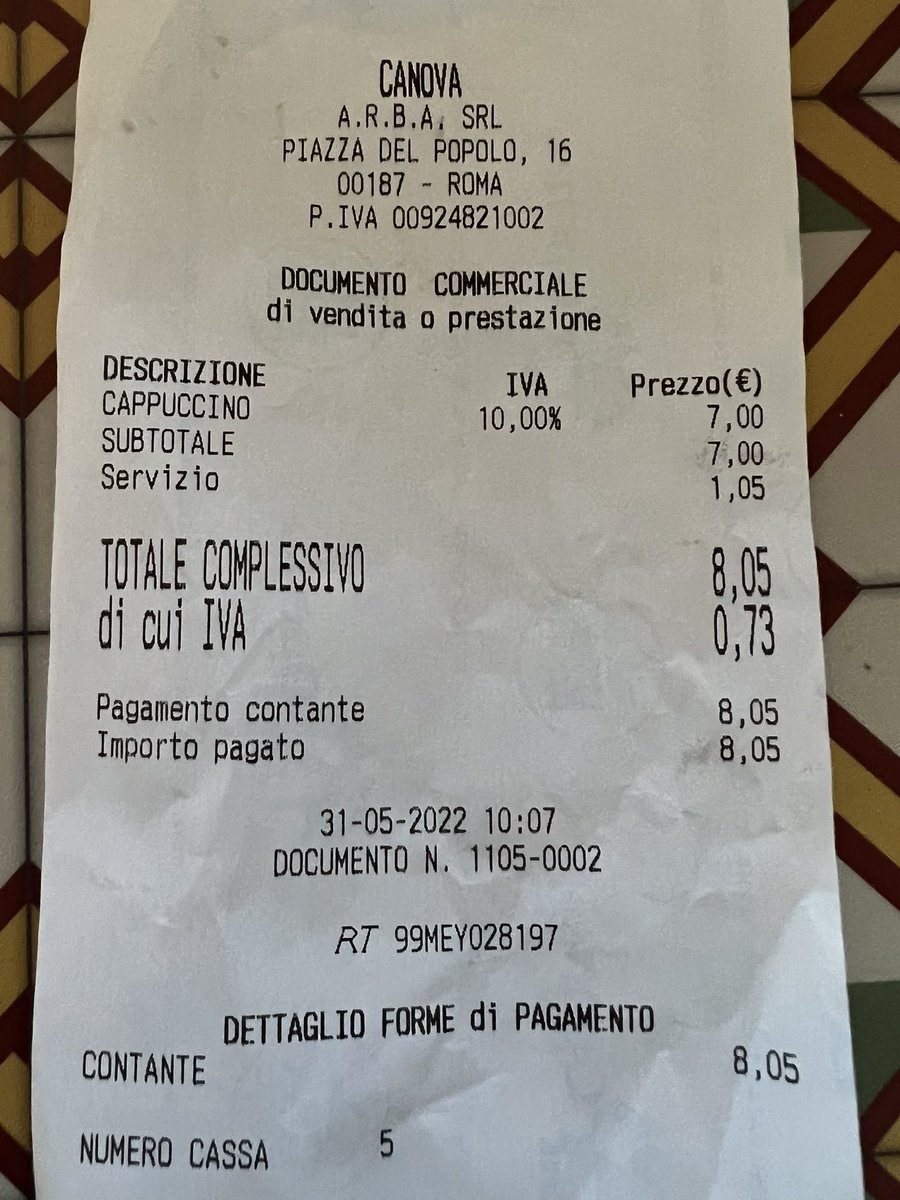 CANOVA
A.R.B.A. SRL
PIAZZA DEL POPOLO, 16
00187 - ROMA
P.IVA 00924821002
DOCUMENTO COMMERCIALE
di vendita o prestazione
DESCRIZIONE IVA Prezzo(€)
CAPPUCCINO 10,00% 7,00
SUBTOTALE 7,00
Servizio 1,05
TOTALE COMPLESSIVO 8,05
di cui IVA 0,73
Pagamento contante 8,05
Importo pagato 8,05
31-05-2022 10:07
DOCUMENTO N. 1105-0002
RT 99MEY028197
DETTAGLIO FORME di PAGAMENTO
CONTANTE 8,05
NUMERO CASSA 5